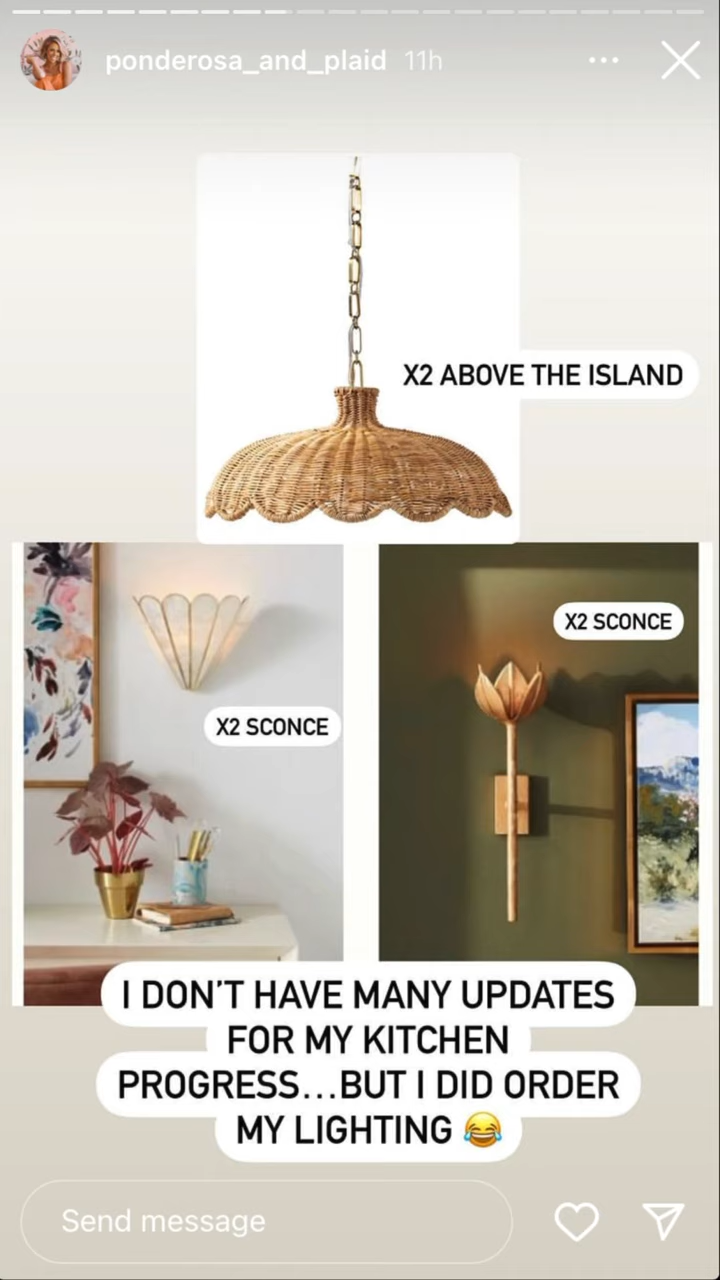 ponderosa_and_plaid 11h
X2 ABOVE THE ISLAND
X2 SCONCE
X2 SCONCE
I DON'T HAVE MANY UPDATES
FOR MY KITCHEN
PROGRESS...BUT I DID ORDER
MY LIGHTING 😂
Send message